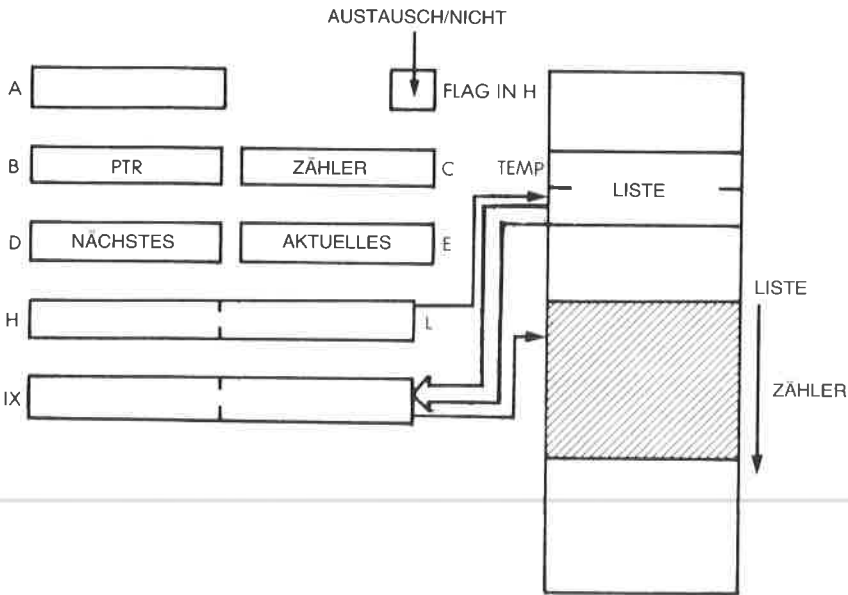 AUSTAUSCH/NICHT
A
FLAG IN H
B PTR ZÄHLER C TEMP
LISTE
D NÄCHSTES AKTUELLES E
LISTE
H L
ZÄHLER
IX